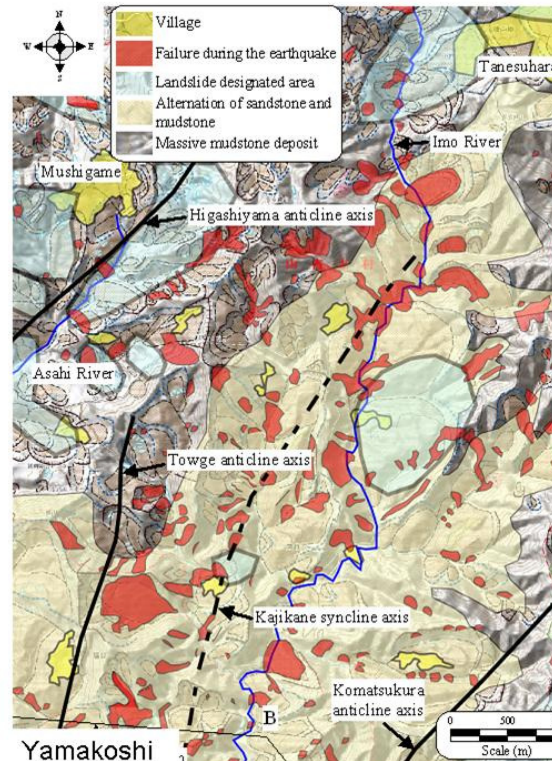 N
W
E
S
Village
Failure during the earthquake
Landslide designated area
Alternation of sandstone and
mudstone
Massive mudstone deposit
Tanesuhara
Imo River
Mushigame
Higashiyama anticline axis
Asahi River
Towge anticline axis
Kajikane syncline axis
Komatsukura
anticline axis
B
0 500
Scale (m)
Yamakoshi